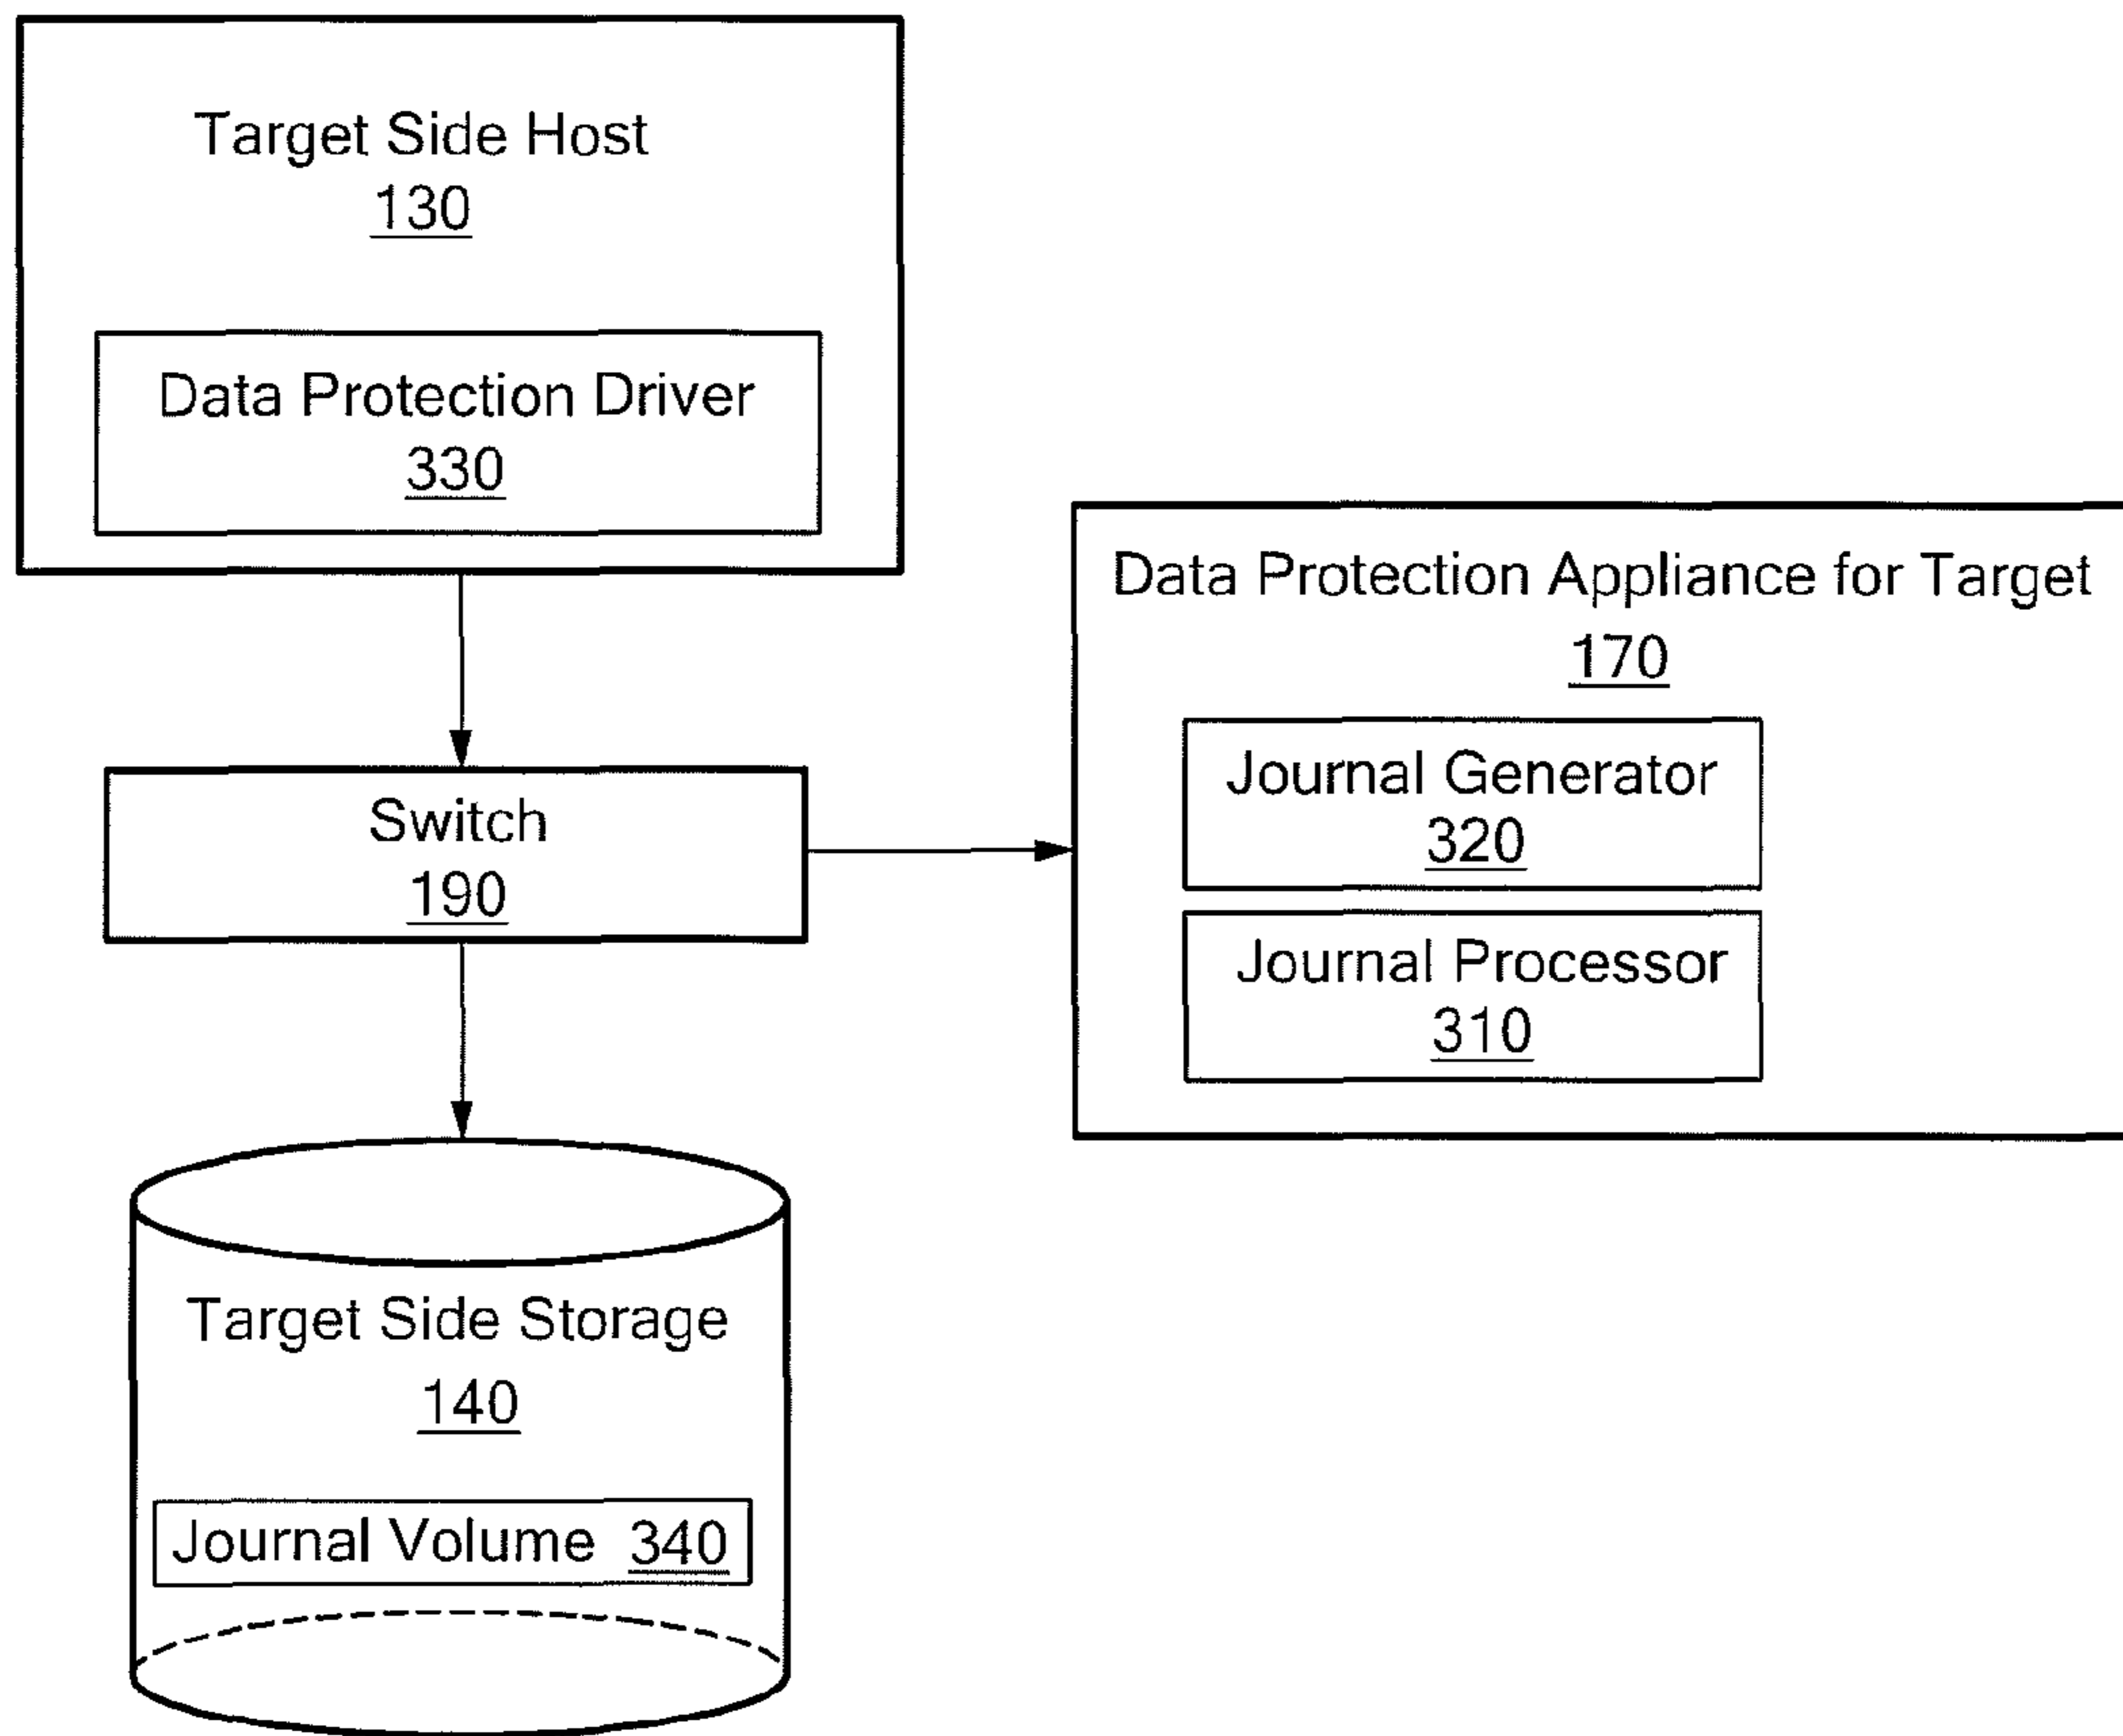 Target Side Host
130
Data Protection Driver
330
Data Protection Appliance for Target
170
Journal Generator
320
Journal Processor
310
Switch
190
Target Side Storage
140
Journal Volume 340